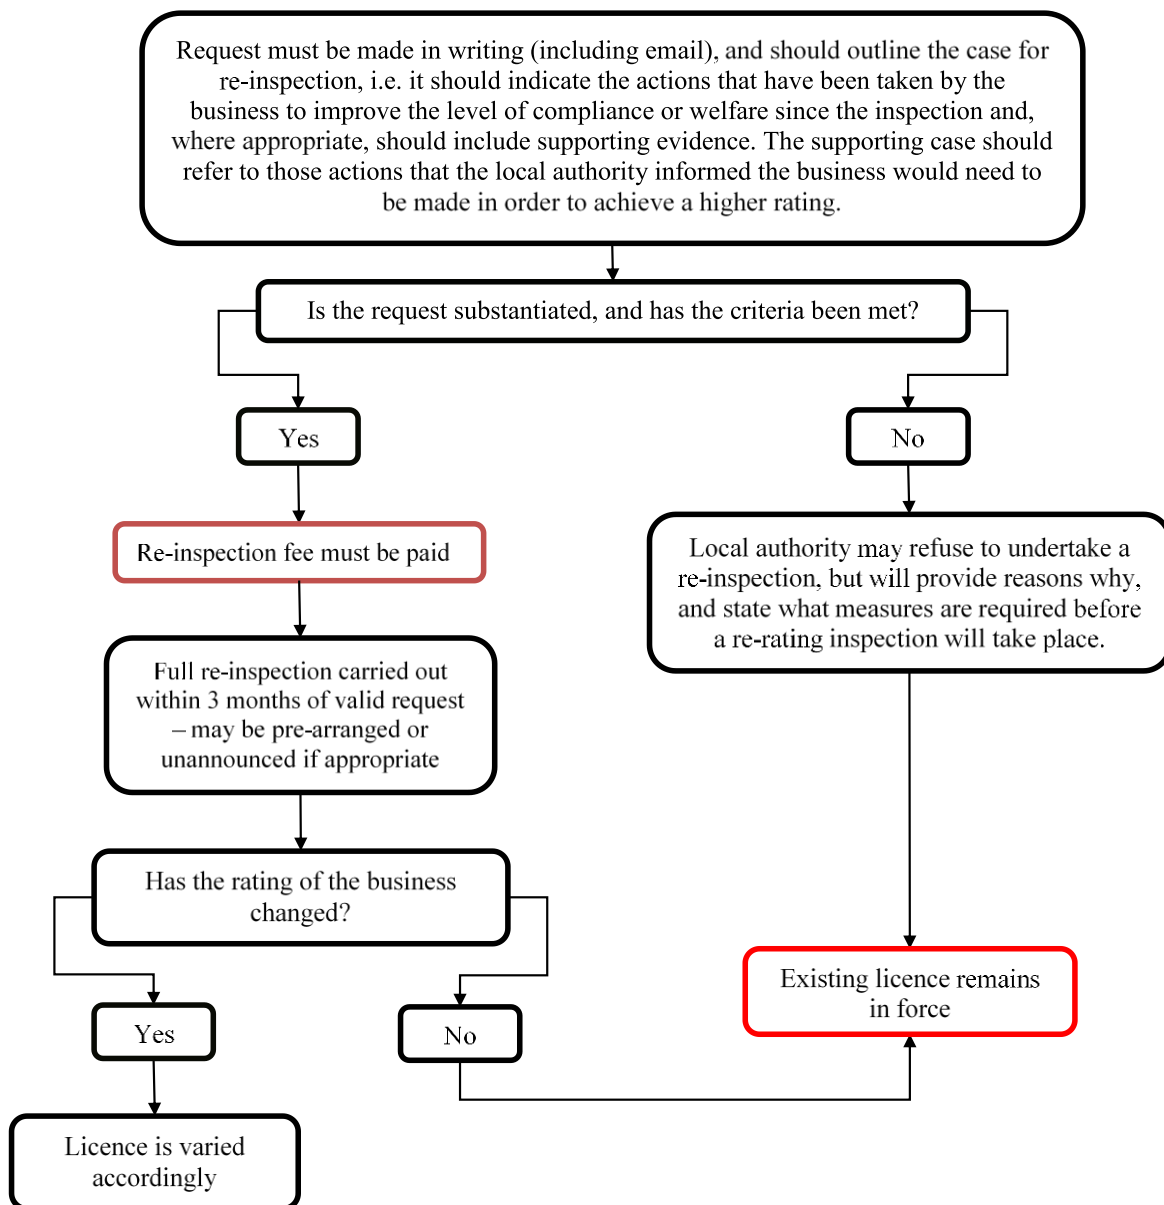 Request must be made in writing (including email), and should outline the case for
re-inspection, i.e. it should indicate the actions that have been taken by the
business to improve the level of compliance or welfare since the inspection and,
where appropriate, should include supporting evidence. The supporting case should
refer to those actions that the local authority informed the business would need to
be made in order to achieve a higher rating.
Is the request substantiated, and has the criteria been met?
Yes
No
Re-inspection fee must be paid
Local authority may refuse to undertake a
re-inspection, but will provide reasons why,
and state what measures are required before
a re-rating inspection will take place.
Full re-inspection carried out
within 3 months of valid request
– may be pre-arranged or
unannounced if appropriate
Has the rating of the business
changed?
Existing licence remains
in force
Yes
No
Licence is varied
accordingly